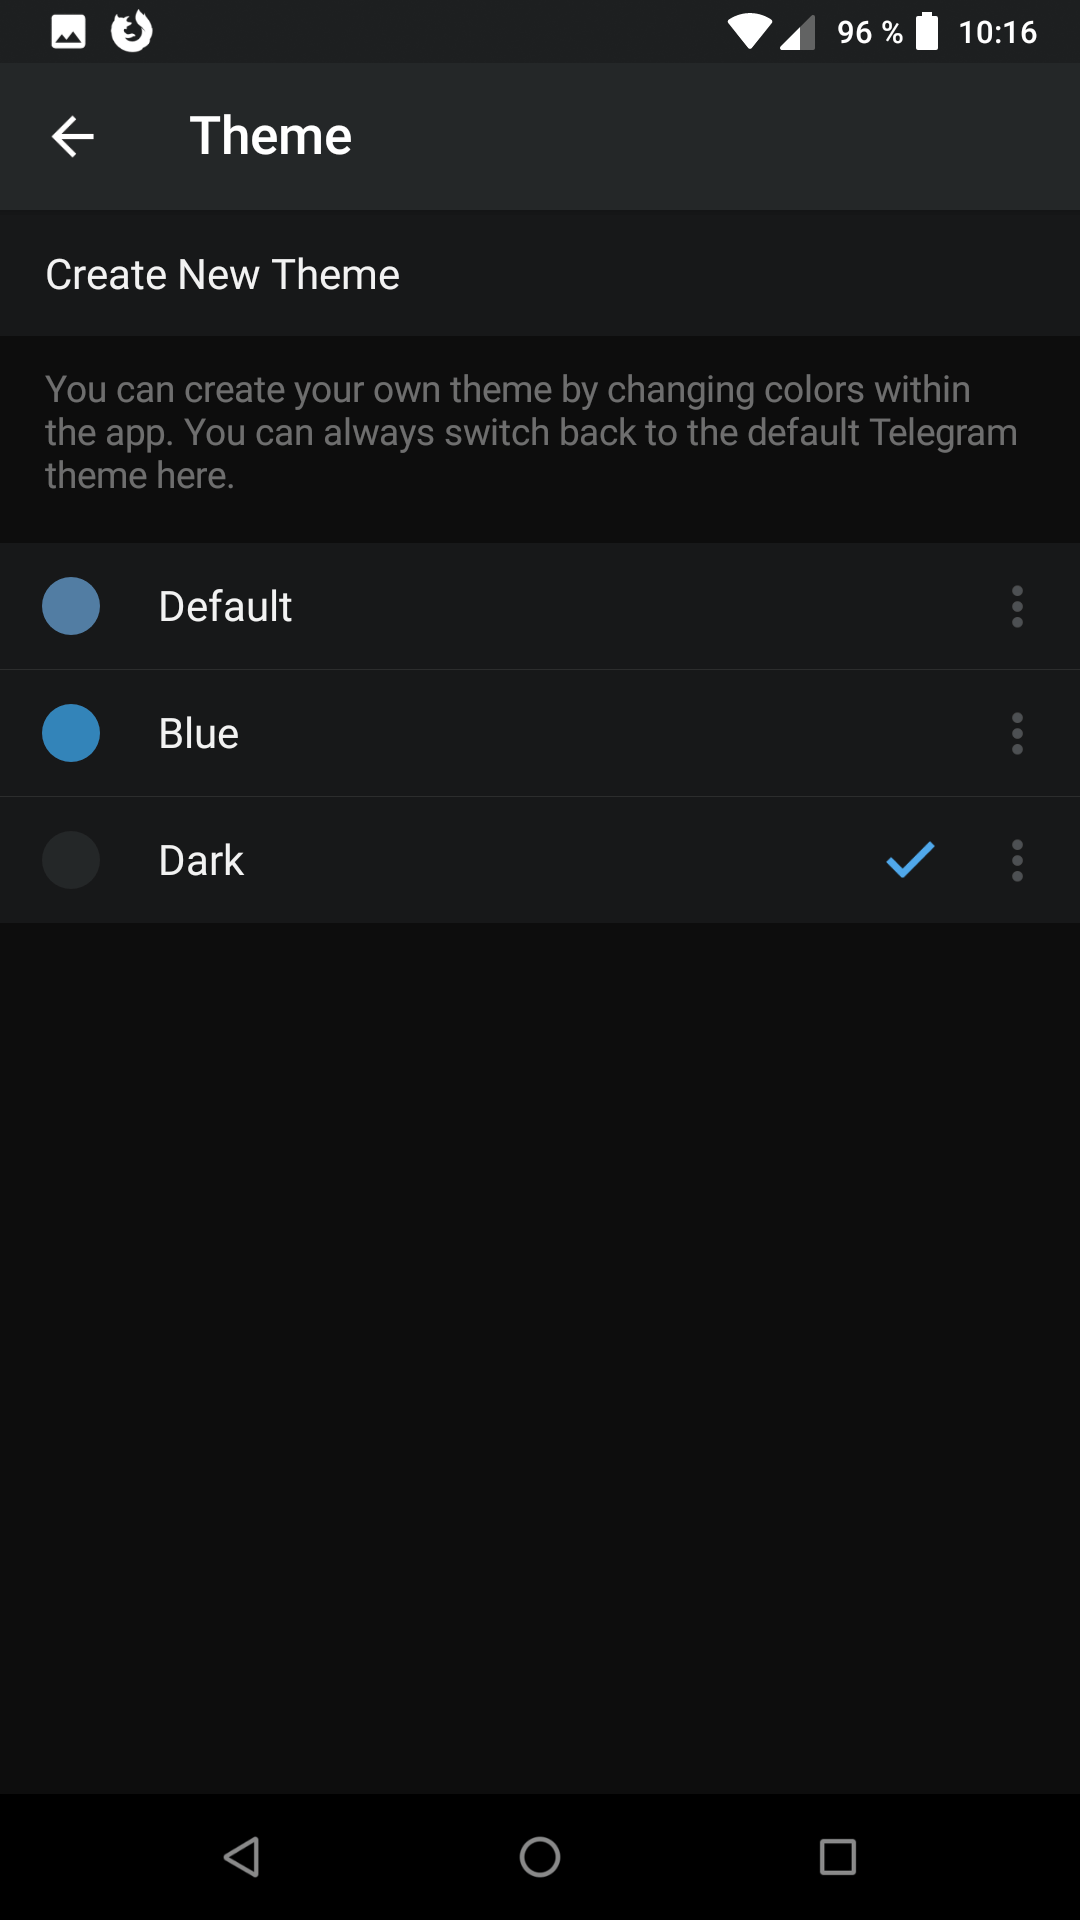 96 % 10:16
Theme
Create New Theme
You can create your own theme by changing colors within
the app. You can always switch back to the default Telegram
theme here.
Default
Blue
Dark